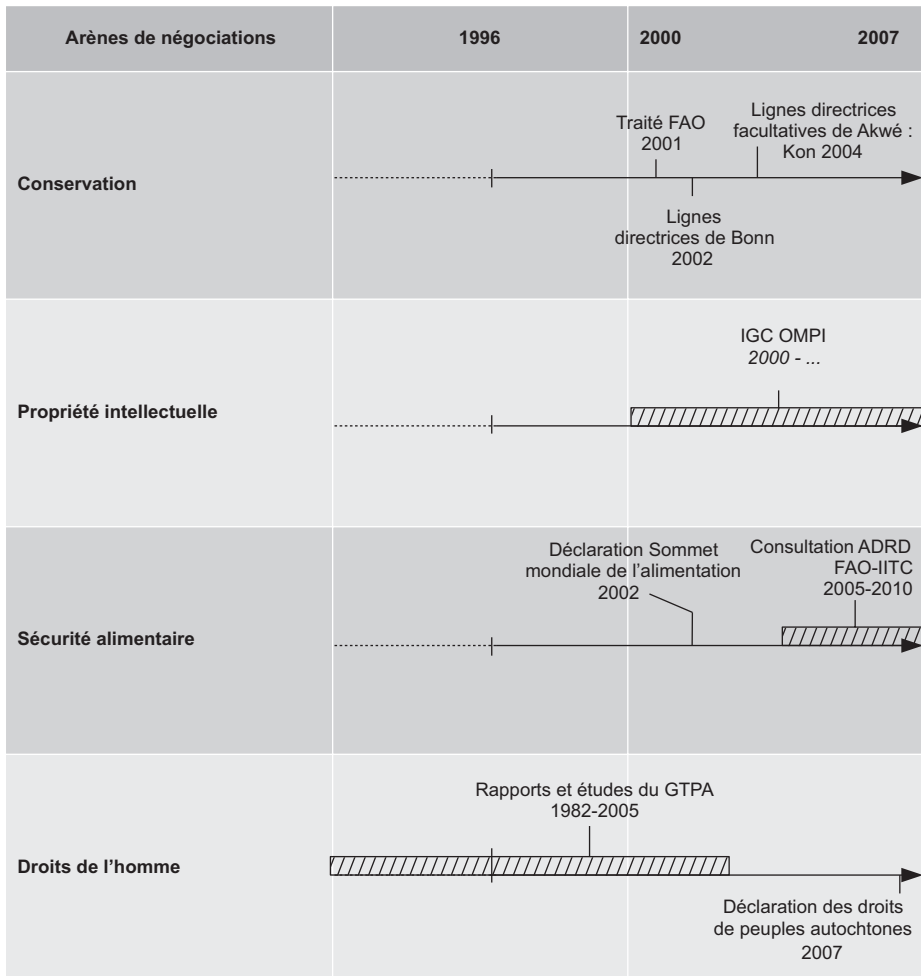 Arènes de négociations 1996 2000 2007
Conservation
Traité FAO
2001
Lignes directrices
facultatives de Akwé :
Kon 2004
Lignes
directrices de Bonn
2002
Propriété intellectuelle
IGC OMPI
2000 - ...
Sécurité alimentaire
Déclaration Sommet
mondiale de l’alimentation
2002
Consultation ADRD
FAO-IITC
2005-2010
Droits de l’homme
Rapports et études du GTPA
1982-2005
Déclaration des droits
de peuples autochtones
2007